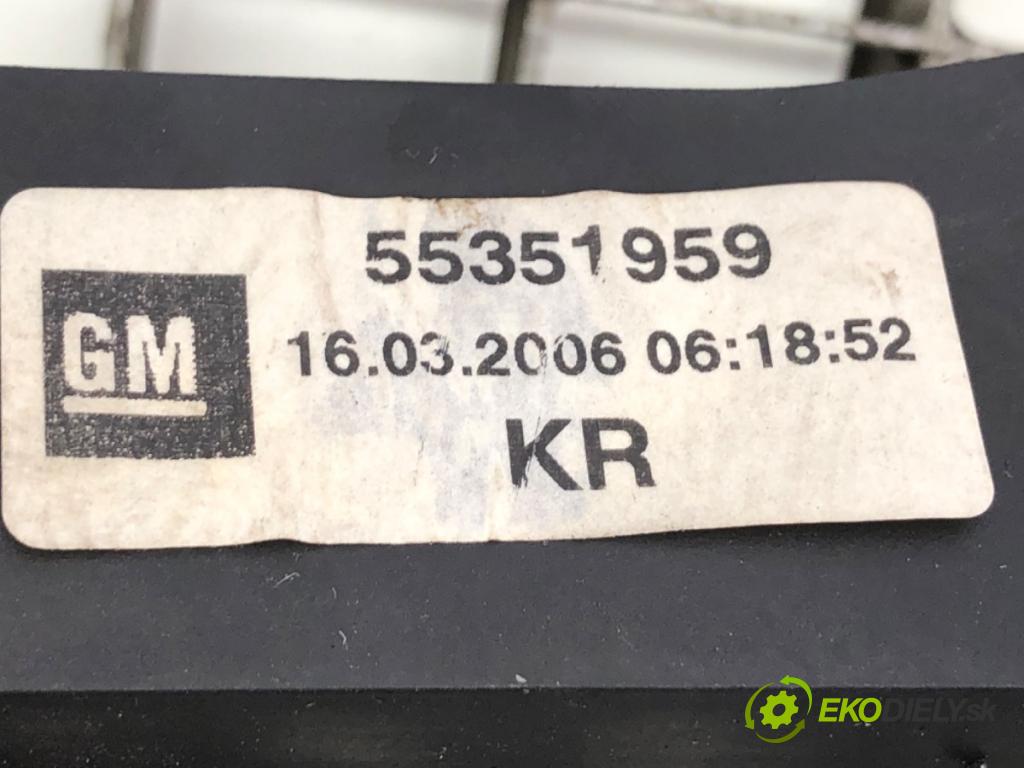 GM
55351959
16.03.2006 06:18:52
KR
EKODIELY.sk